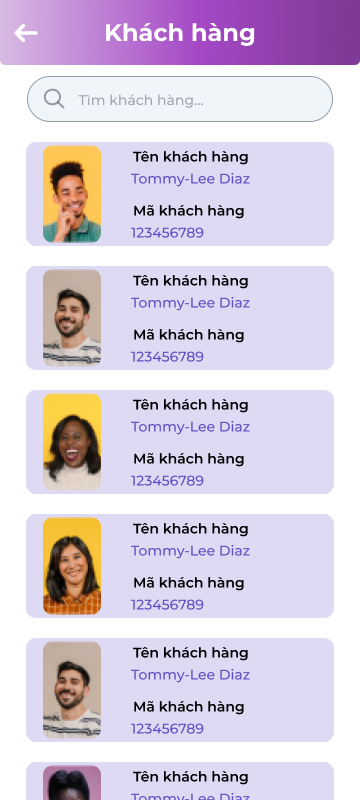 Khách hàng
Tìm khách hàng...
Tên khách hàng
Tommy-Lee Diaz
Mã khách hàng
123456789
Tên khách hàng
Tommy-Lee Diaz
Mã khách hàng
123456789
Tên khách hàng
Tommy-Lee Diaz
Mã khách hàng
123456789
Tên khách hàng
Tommy-Lee Diaz
Mã khách hàng
123456789
Tên khách hàng
Tommy-Lee Diaz
Mã khách hàng
123456789
Tên khách hàng
Tommy-Lee Diaz